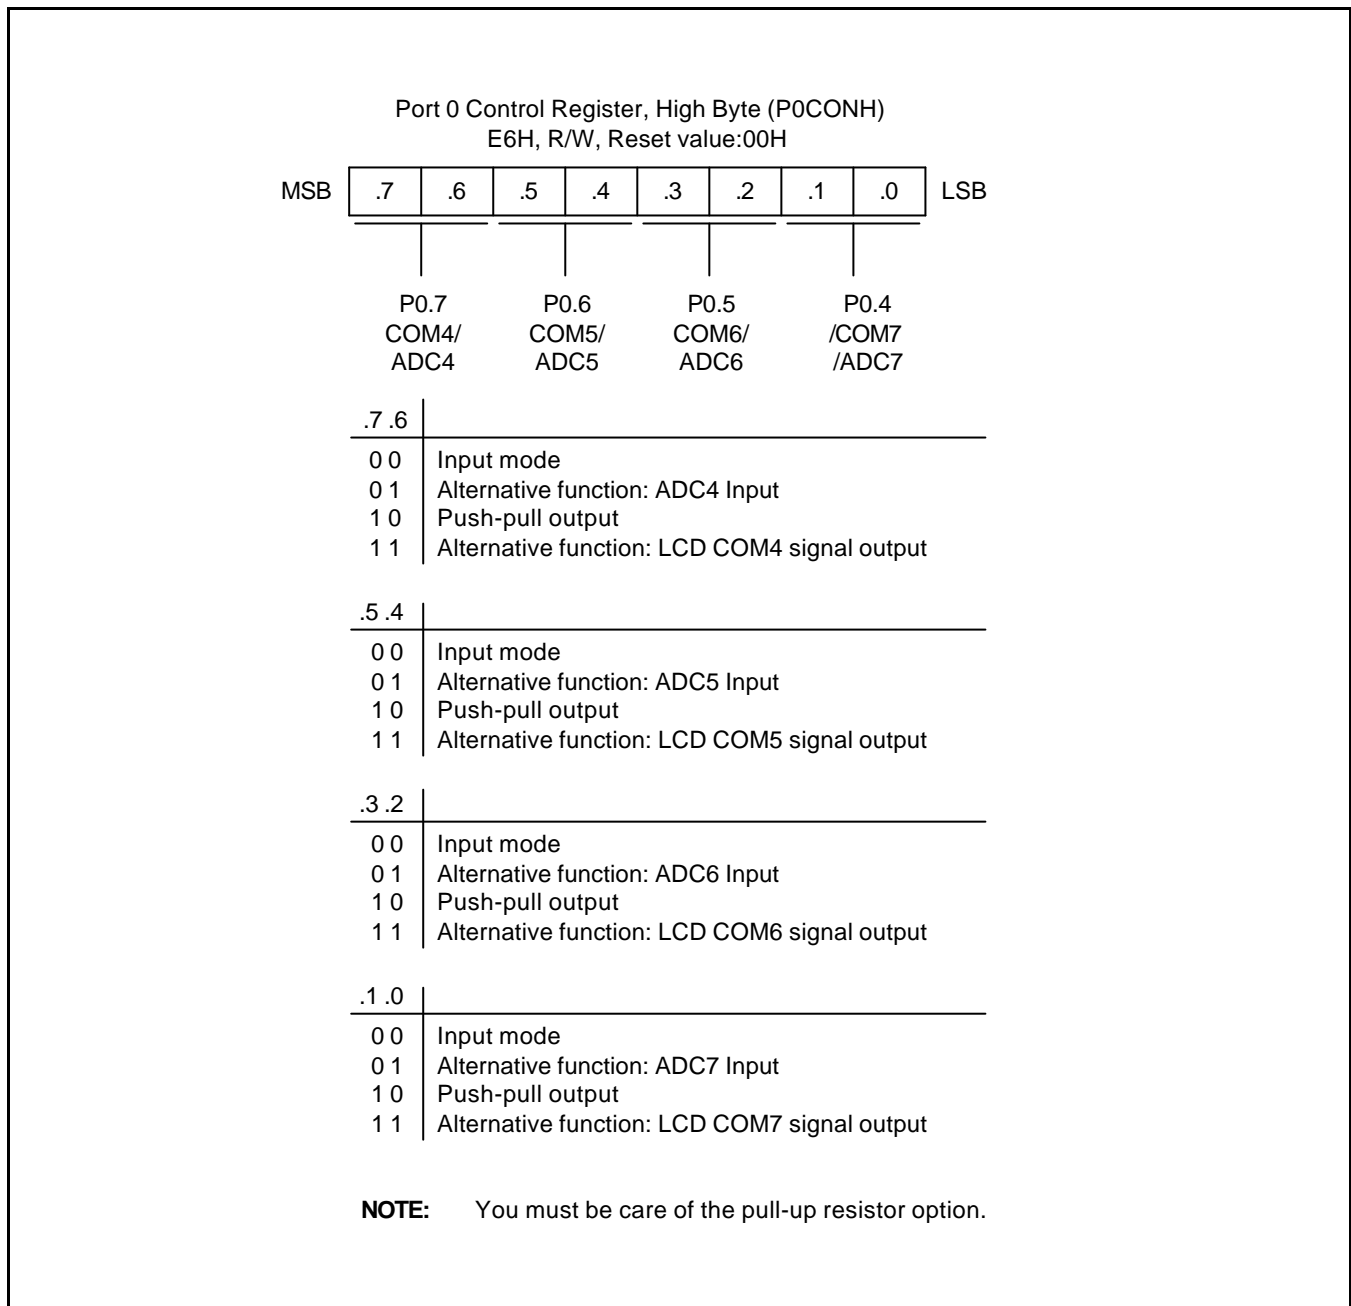 Port 0 Control Register, High Byte (P0CONH)
E6H, R/W, Reset value:00H
MSB .7 .6 .5 .4 .3 .2 .1 .0 LSB
P0.7 P0.6 P0.5 P0.4
COM4/ COM5/ COM6/ /COM7
ADC4 ADC5 ADC6 /ADC7
.7 .6
0 0 Input mode
0 1 Alternative function: ADC4 Input
1 0 Push-pull output
1 1 Alternative function: LCD COM4 signal output
.5 .4
0 0 Input mode
0 1 Alternative function: ADC5 Input
1 0 Push-pull output
1 1 Alternative function: LCD COM5 signal output
.3 .2
0 0 Input mode
0 1 Alternative function: ADC6 Input
1 0 Push-pull output
1 1 Alternative function: LCD COM6 signal output
.1 .0
0 0 Input mode
0 1 Alternative function: ADC7 Input
1 0 Push-pull output
1 1 Alternative function: LCD COM7 signal output
NOTE: You must be care of the pull-up resistor option.